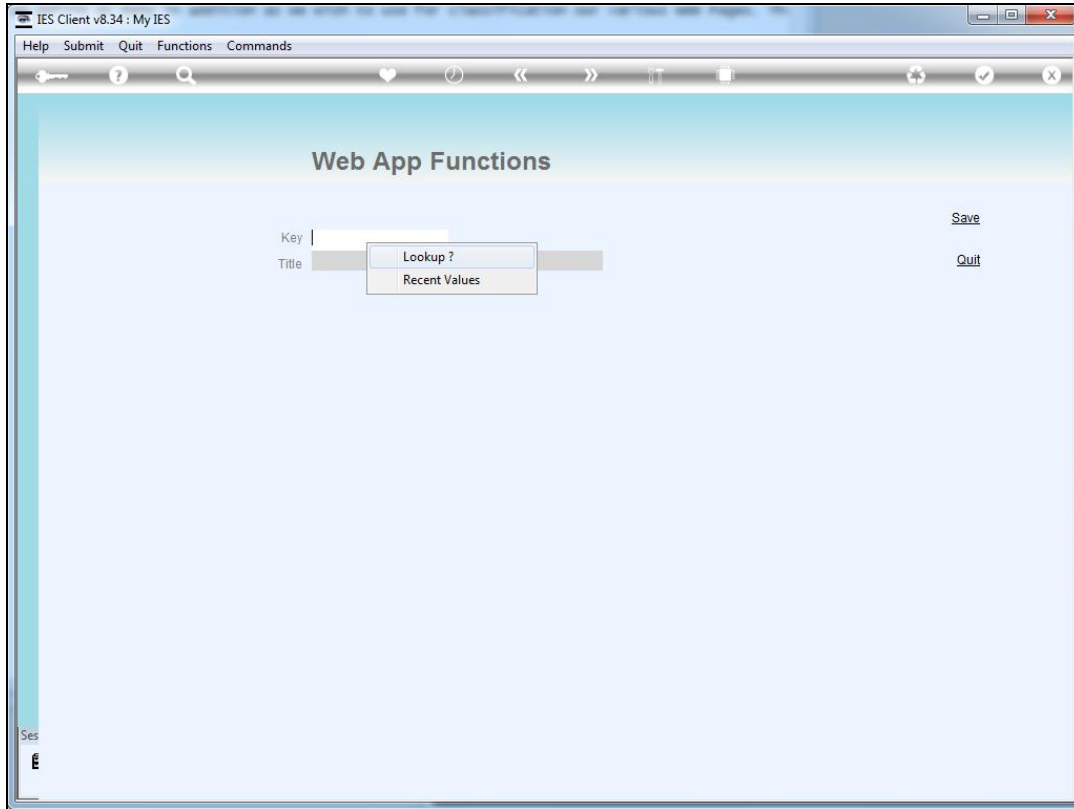 IES Client v8.34 : My IES
Help Submit Quit Functions Commands
Web App Functions
Save
Key
Lookup ?
Title
Quit
Recent Values
Ses